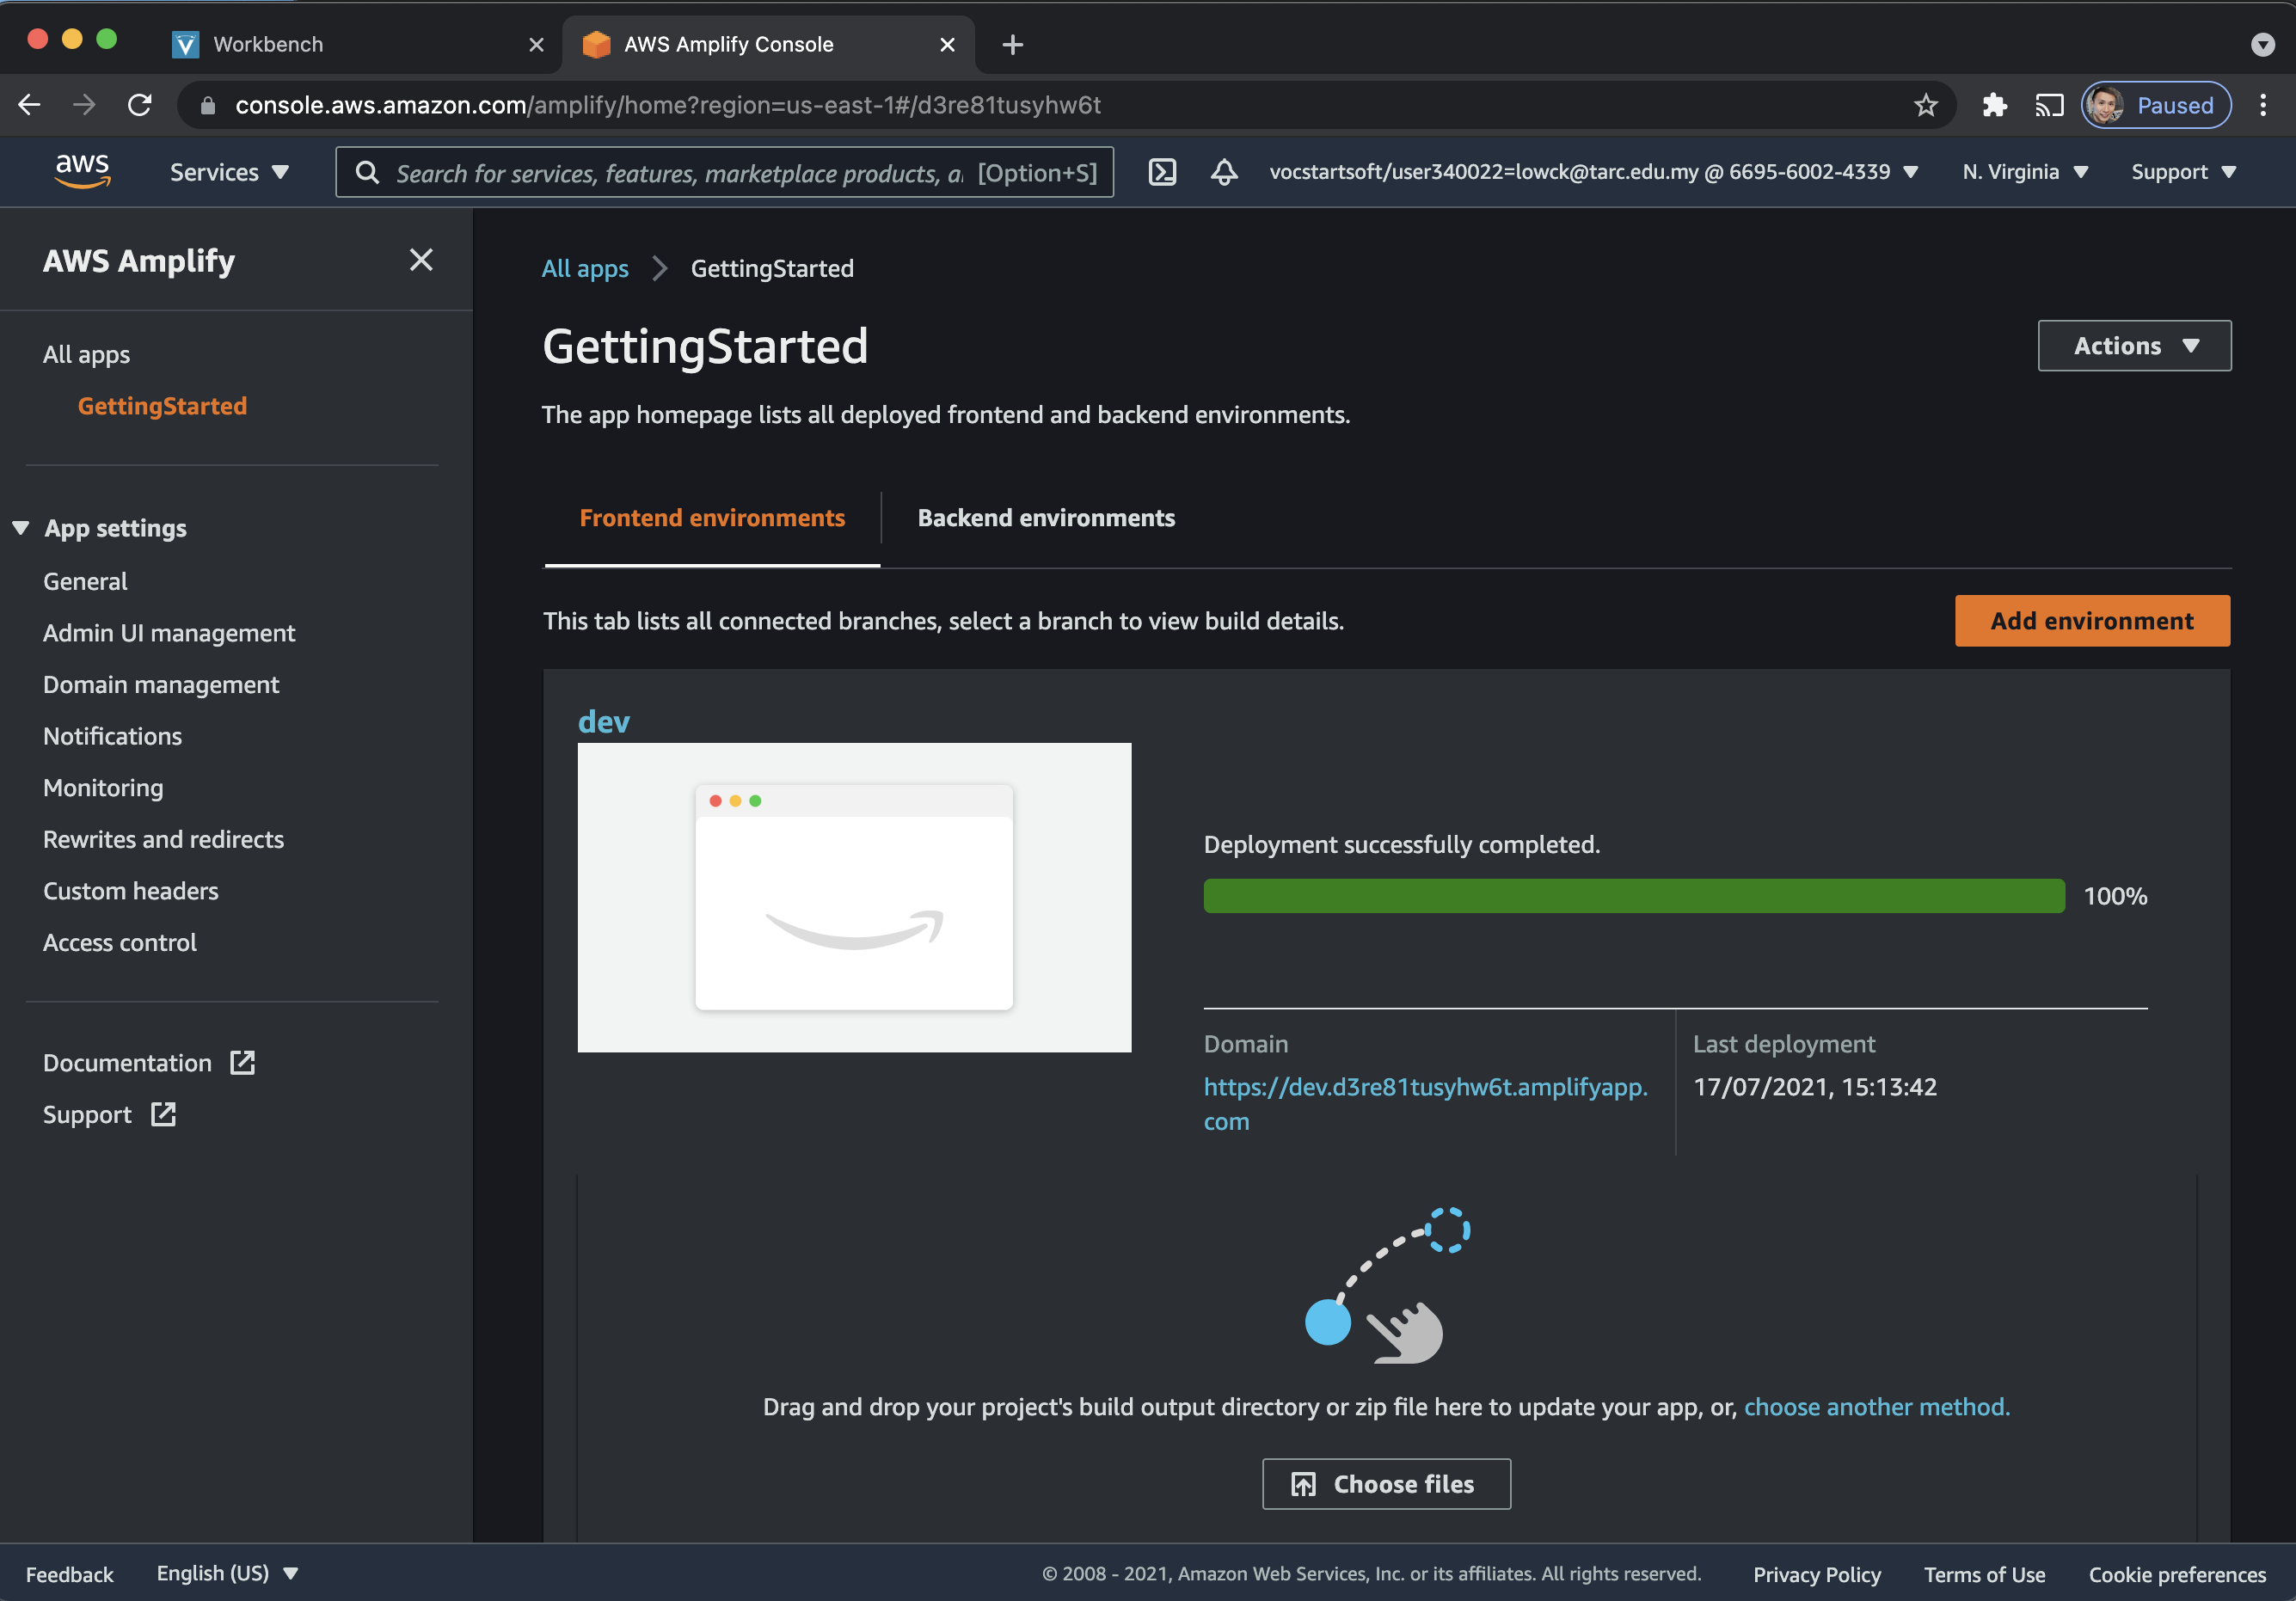 Workbench
AWS Amplify Console
console.aws.amazon.com/amplify/home?region=us-east-1#/d3re81tusyhw6t
Paused
aws
Services
Search for services, features, marketplace products, a [Option+S]
vocstartsoft/user340022=lowck@tarc.edu.my @ 6695-6002-4339
N. Virginia
Support
AWS Amplify
All apps
GettingStarted
App settings
General
Admin UI management
Domain management
Notifications
Monitoring
Rewrites and redirects
Custom headers
Access control
Documentation
Support
All apps
GettingStarted
GettingStarted
Actions
The app homepage lists all deployed frontend and backend environments.
Frontend environments
Backend environments
This tab lists all connected branches, select a branch to view build details.
Add environment
dev
Deployment successfully completed.
100%
Domain
https://dev.d3re81tusyhw6t.amplifyapp.
com
Last deployment
17/07/2021, 15:13:42
Drag and drop your project's build output directory or zip file here to update your app, or, choose another method.
Choose files
Feedback
English (US)
© 2008 - 2021, Amazon Web Services, Inc. or its affiliates. All rights reserved.
Privacy Policy
Terms of Use
Cookie preferences